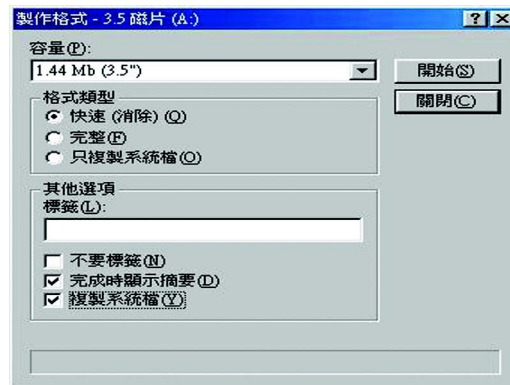 製作格式 - 3.5 磁片 (A:)
容量(P):
1.44 Mb (3.5")
開始(S)
關閉(C)
格式類型
快速 (消除) (Q)
完整(F)
只複製系統檔(O)
其他選項
標籤(L):
不要標籤(N)
完成時顯示摘要(D)
複製系統檔(Y)